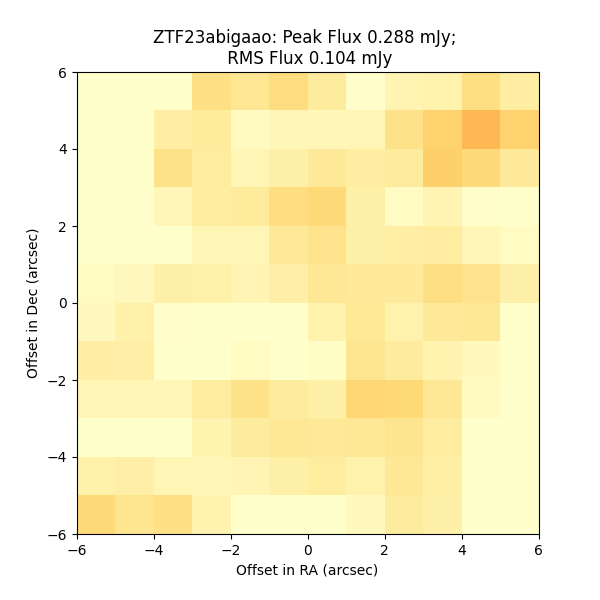 ZTF23abigaao: Peak Flux 0.288 mJy;
RMS Flux 0.104 mJy
6
4
2
0
−2
−4
−6
Offset in Dec (arcsec)
−6 −4 −2 0 2 4 6
Offset in RA (arcsec)